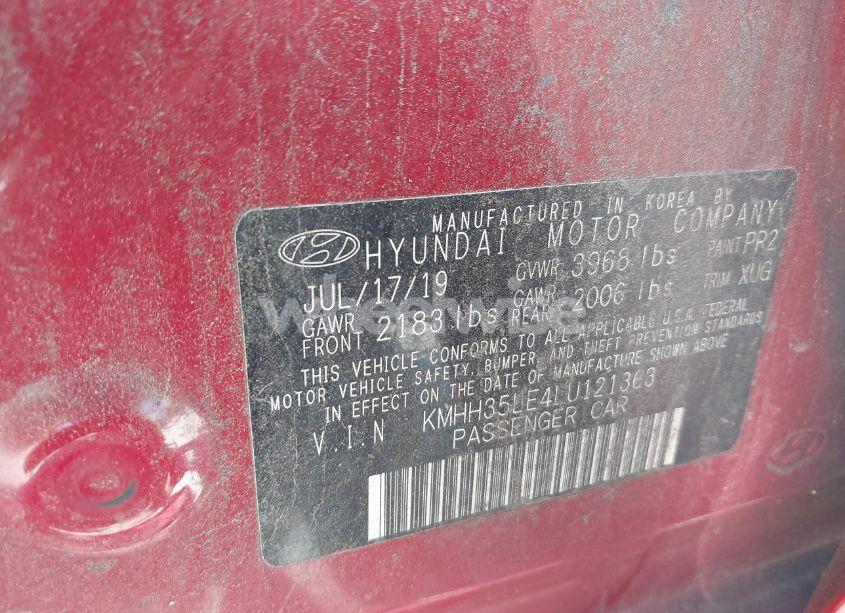 MANUFACTURED IN KOREA BY
HYUNDAI MOTOR COMPANY
JUL/17/19 GVWR 3968 lbs PAINT PR2
GAWR FRONT 2183 lbs GAWR REAR 2006 lbs TRIM XUG
THIS VEHICLE CONFORMS TO ALL APPLICABLE U.S.A. FEDERAL
MOTOR VEHICLE SAFETY, BUMPER, AND THEFT PREVENTION STANDARDS
IN EFFECT ON THE DATE OF MANUFACTURE SHOWN ABOVE
V.I.N KMHH35LE4LU121363
PASSENGER CAR